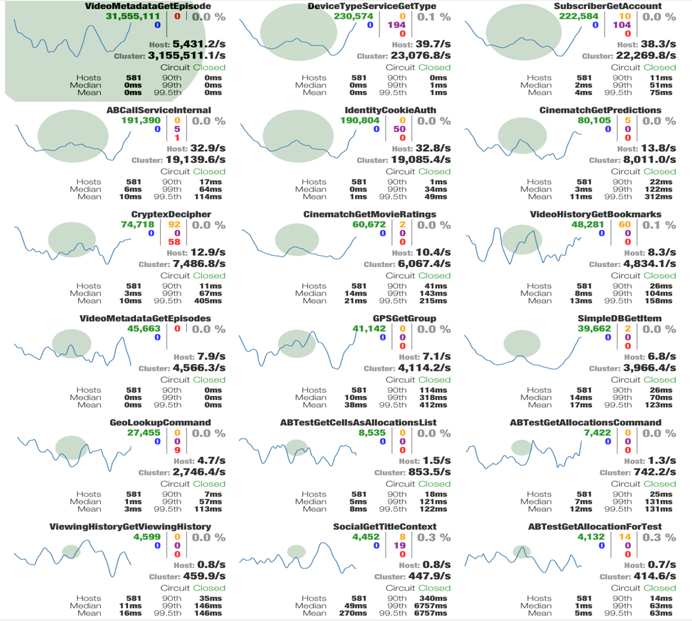 VideoMetadataGetEpisode
31,555,111 0 0.0 %
0
Host: 5,431.2/s
Cluster: 3,155,511.1/s
Circuit Closed
Hosts 581 90th 0ms
Median 0ms 99th 0ms
Mean 0ms 99.5th 0ms
DeviceTypeServiceGetType
230,574 0 0.1 %
0 194
0
Host: 39.7/s
Cluster: 23,076.8/s
Circuit Closed
Hosts 581 90th 0ms
Median 0ms 99th 1ms
Mean 0ms 99.5th 1ms
SubscriberGetAccount
222,584 10 0.0 %
0 104
0
Host: 38.3/s
Cluster: 22,269.8/s
Circuit Closed
Hosts 581 90th 11ms
Median 2ms 99th 51ms
Mean 4ms 99.5th 75ms
ABCallServiceInternal
191,390 0 0.0 %
0 5
1
Host: 32.9/s
Cluster: 19,139.6/s
Circuit Closed
Hosts 581 90th 17ms
Median 6ms 99th 64ms
Mean 10ms 99.5th 114ms
IdentityCookieAuth
190,804 0 0.0 %
0 50
0
Host: 32.8/s
Cluster: 19,085.4/s
Circuit Closed
Hosts 581 90th 1ms
Median 0ms 99th 34ms
Mean 1ms 99.5th 49ms
CinematchGetPredictions
80,105 5 0.0 %
0 0
0
Host: 13.8/s
Cluster: 8,011.0/s
Circuit Closed
Hosts 581 90th 22ms
Median 3ms 99th 122ms
Mean 11ms 99.5th 312ms
CryptexDecipher
74,718 92 0.2 %
0 0
58
Host: 12.9/s
Cluster: 7,486.8/s
Circuit Closed
Hosts 581 90th 11ms
Median 3ms 99th 67ms
Mean 10ms 99.5th 405ms
CinematchGetMovieRatings
60,672 2 0.0 %
0 0
0
Host: 10.4/s
Cluster: 6,067.4/s
Circuit Closed
Hosts 581 90th 41ms
Median 14ms 99th 143ms
Mean 21ms 99.5th 215ms
VideoHistoryGetBookmarks
48,281 60 0.1 %
0 0
0
Host: 8.3/s
Cluster: 4,834.1/s
Circuit Closed
Hosts 581 90th 26ms
Median 8ms 99th 104ms
Mean 13ms 99.5th 158ms
VideoMetadataGetEpisodes
45,663 0 0.0 %
0
Host: 7.9/s
Cluster: 4,566.3/s
Circuit Closed
Hosts 581 90th 0ms
Median 0ms 99th 0ms
Mean 0ms 99.5th 0ms
GPSGetGroup
41,142 0 0.0 %
0 0
0
Host: 7.1/s
Cluster: 4,114.2/s
Circuit Closed
Hosts 581 90th 114ms
Median 10ms 99th 318ms
Mean 38ms 99.5th 412ms
SimpleDBGetItem
39,662 2 0.0 %
0 0
0
Host: 6.8/s
Cluster: 3,966.4/s
Circuit Closed
Hosts 581 90th 26ms
Median 14ms 99th 70ms
Mean 17ms 99.5th 123ms
GeoLookupCommand
27,455 0 0.0 %
0 0
9
Host: 4.7/s
Cluster: 2,746.4/s
Circuit Closed
Hosts 581 90th 7ms
Median 1ms 99th 57ms
Mean 3ms 99.5th 113ms
ABTestGetCellsAsAllocationsList
8,535 0 0.0 %
0 0
0
Host: 1.5/s
Cluster: 853.5/s
Circuit Closed
Hosts 581 90th 18ms
Median 5ms 99th 121ms
Mean 8ms 99.5th 122ms
ABTestGetAllocationsCommand
7,422 0 0.0 %
0 0
0
Host: 1.3/s
Cluster: 742.2/s
Circuit Closed
Hosts 581 90th 25ms
Median 7ms 99th 131ms
Mean 12ms 99.5th 131ms
ViewingHistoryGetViewingHistory
4,599 0 0.0 %
0 0
0
Host: 0.8/s
Cluster: 459.9/s
Circuit Closed
Hosts 581 90th 35ms
Median 11ms 99th 146ms
Mean 16ms 99.5th 146ms
SocialGetTitleContext
4,452 8 0.3 %
0 19
0
Host: 0.8/s
Cluster: 447.9/s
Circuit Closed
Hosts 581 90th 340ms
Median 49ms 99th 6757ms
Mean 270ms 99.5th 6757ms
ABTestGetAllocationForTest
4,132 14 0.3 %
0 0
0
Host: 0.7/s
Cluster: 414.6/s
Circuit Closed
Hosts 581 90th 14ms
Median 1ms 99th 63ms
Mean 5ms 99.5th 63ms